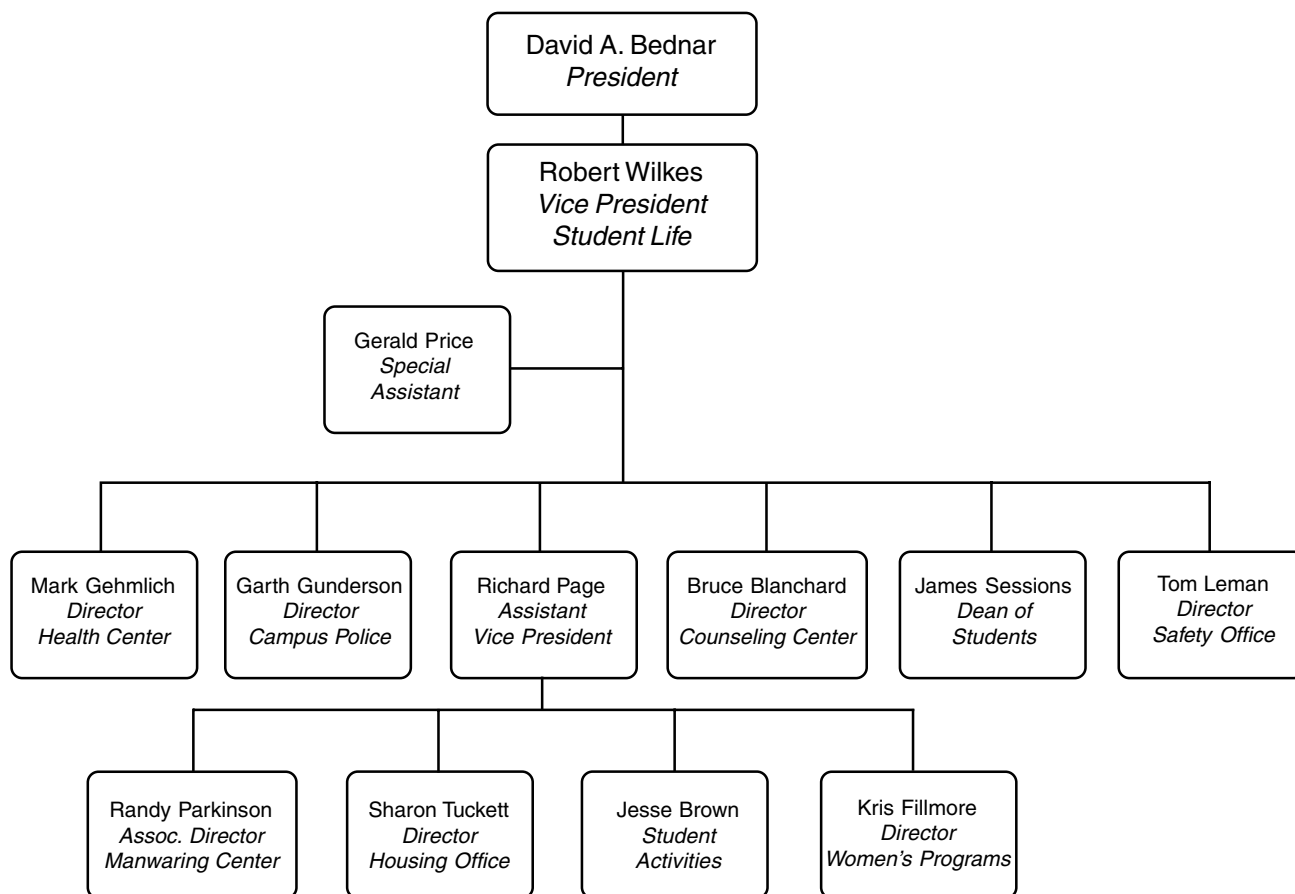 David A. Bednar
President
Robert Wilkes
Vice President
Student Life
Gerald Price
Special
Assistant
Mark Gehmlich
Director
Health Center
Garth Gunderson
Director
Campus Police
Richard Page
Assistant
Vice President
Bruce Blanchard
Director
Counseling Center
James Sessions
Dean of
Students
Tom Leman
Director
Safety Office
Randy Parkinson
Assoc. Director
Manwaring Center
Sharon Tuckett
Director
Housing Office
Jesse Brown
Student
Activities
Kris Fillmore
Director
Women’s Programs